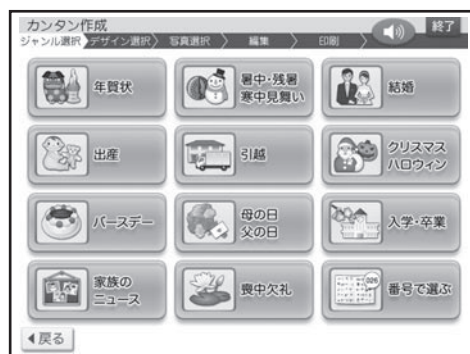 カンタン作成
終了
ジャンル選択 デザイン選択 写真選択 編集 印刷
年賀状
暑中・残暑
寒中見舞い
結婚
出産
引越
クリスマス
ハロウィン
バースデー
母の日
父の日
入学・卒業
家族の
ニュース
喪中欠礼
026
番号で選ぶ
戻る